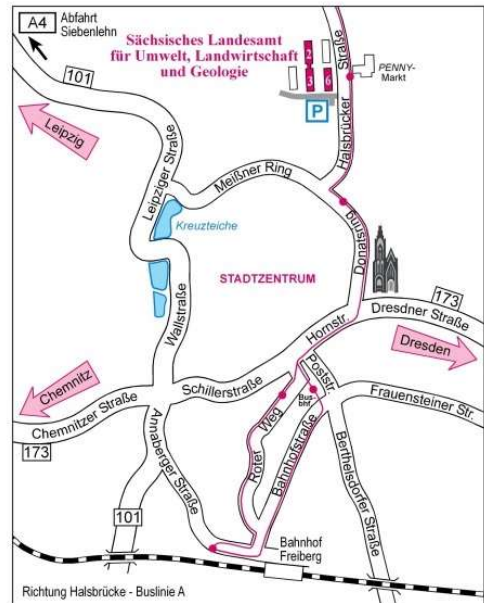 A4
Abfahrt
Siebenlehn
Sächsisches Landesamt
für Umwelt, Landwirtschaft
und Geologie
2
3
6
P
Straße
Halsbrücker
PENNY-
Markt
101
Leipzig
Leipziger Straße
Meißner Ring
Kreuzteiche
Donatsring
STADTZENTRUM
Wallstraße
173
Dresdner Straße
Dresden
Hornstr.
Chemnitz
Schillerstraße
Poststr.
Bus-
bhf.
Frauensteiner Str.
Chemnitzer Straße
173
Annaberger Straße
Roter Weg
Bahnhofstraße
Berthelsdorfer Straße
101
Bahnhof
Freiberg
Richtung Halsbrücke - Buslinie A